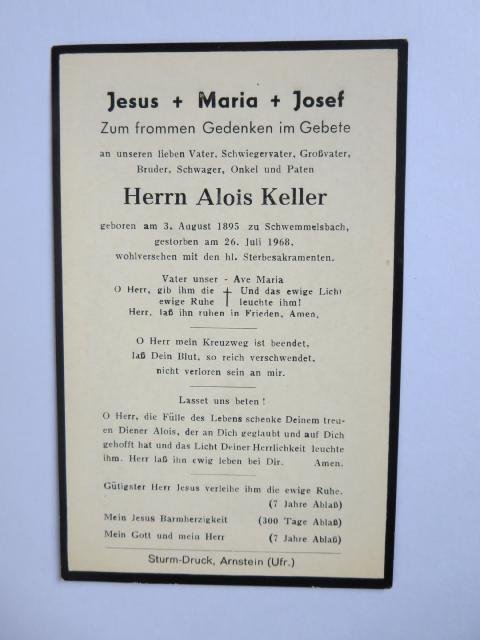 Jesus + Maria + Josef
Zum frommen Gedenken im Gebete
an unseren lieben Vater, Schwiegervater, Großvater,
Bruder, Schwager, Onkel und Paten
Herrn Alois Keller
geboren am 3. August 1895 zu Schwemmelsbach,
gestorben am 26. Juli 1968,
wohlversehen mit den hl. Sterbesakramenten.
Vater unser - Ave Maria
O Herr, gib ihm die † Und das ewige Licht
ewige Ruhe leuchte ihm!
Herr, laß ihn ruhen in Frieden, Amen,
O Herr mein Kreuzweg ist beendet,
laß Dein Blut, so reich verschwendet,
nicht verloren sein an mir.
Lasset uns beten!
O Herr, die Fülle des Lebens schenke Deinem treu-
en Diener Alois, der an Dich geglaubt und auf Dich
gehofft hat und das Licht Deiner Herrlichkeit leuchte
ihm. Herr laß ihn ewig leben bei Dir. Amen.
Gütigster Herr Jesus verleihe ihm die ewige Ruhe.
(7 Jahre Ablaß)
Mein Jesus Barmherzigkeit (300 Tage Ablaß)
Mein Gott und mein Herr (7 Jahre Ablaß)
Sturm-Druck, Arnstein (Ufr.)